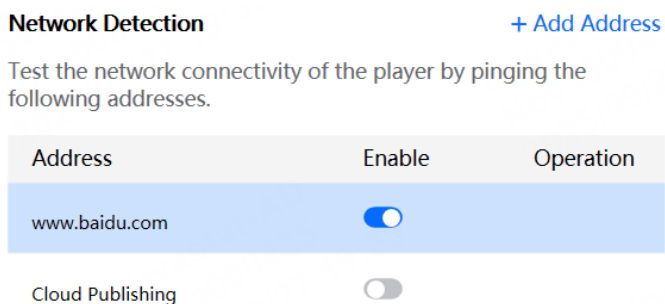 Network Detection
+ Add Address
Test the network connectivity of the player by pinging the
following addresses.
Address Enable Operation
www.baidu.com
Cloud Publishing